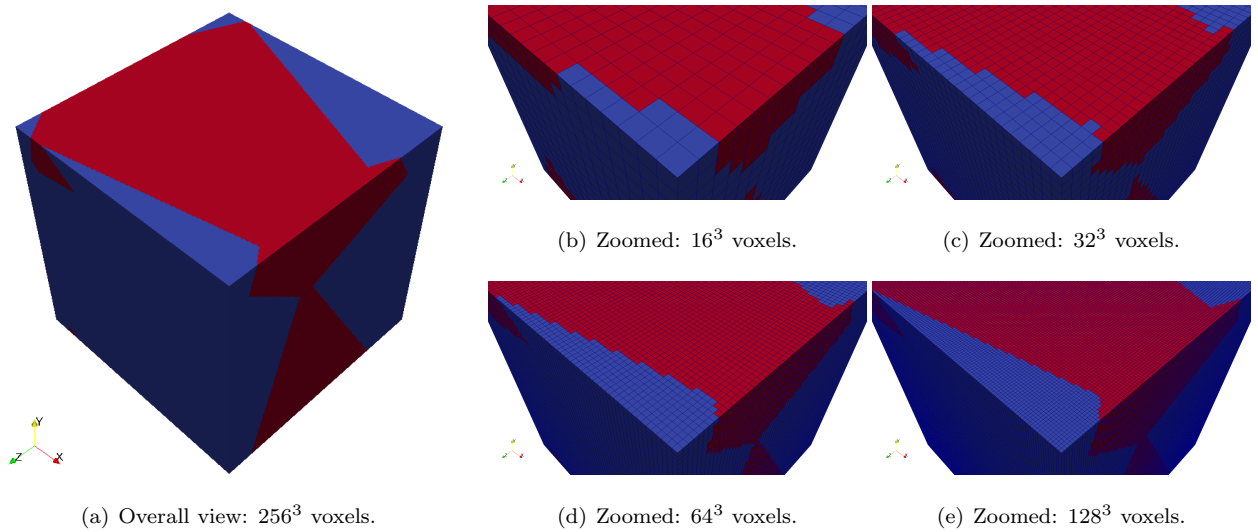 Y
Z
X
(a) Overall view: 256³ voxels.
(b) Zoomed: 16³ voxels.
(c) Zoomed: 32³ voxels.
(d) Zoomed: 64³ voxels.
(e) Zoomed: 128³ voxels.